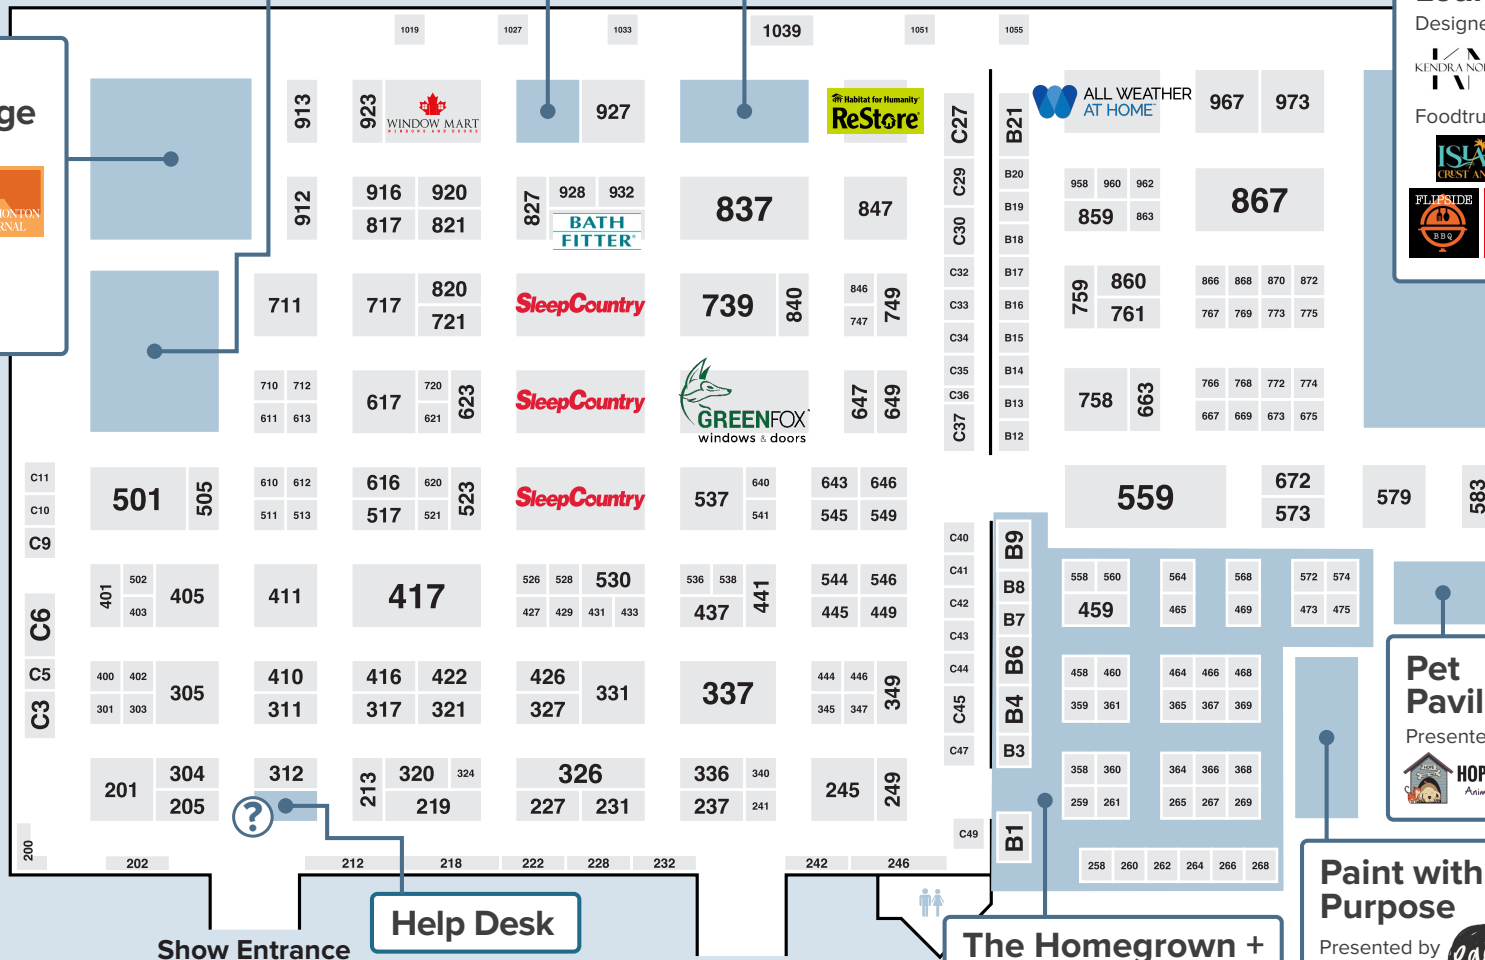 1019 1027 1033 1039 1051 1055
Designe
KENDRA NO
Foodtru
ISLA
CRUST AN
FLIPSIDE
BBQ
ge
MONTON
RNAL
913 923 WINDOW MART 927 Habitat for Humanity C27 B21 ALL WEATHER 967 973
WINDOWS AND DOORS ReStore AT HOME
912 916 920 827 928 932 837 847 C29 B20 958 960 962 867
817 821 BATH C30 B19 859 863
FITTER B18
711 717 820 SleepCountry 739 840 846 749 C32 B17 759 860 866 868 870 872
721 747 C33 B16 761 767 769 773 775
C34 B15
710 712 617 720 623 SleepCountry GREENFOX 647 649 C35 B14 758 663 766 768 772 774
611 613 621 windows & doors C36 B13 667 669 673 675
C37 B12
C11 501 505 610 612 616 620 523 SleepCountry 537 640 643 646 559 672 579 583
C10 511 513 517 521 541 545 549 573
C9 C40 B9
401 502 405 411 417 526 528 530 536 538 441 544 546 C41 B8 558 560 564 568 572 574
403 427 429 431 433 437 445 449 C42 B7 459 465 469 473 475
C6 C43
C5 400 402 305 410 416 422 426 331 337 444 446 349 C44 B6 458 460 464 466 468
C3 301 303 311 317 321 327 345 347 C45 B4 359 361 365 367 369
C47 B3
201 304 312 213 320 324 326 336 340 245 249 358 360 364 366 368
205 219 227 231 237 241 259 261 265 267 269
?
200 202 212 218 222 228 232 242 246 C49 B1 258 260 262 264 266 268
Pet
Pavil
Presente
HOP
Anim
Help Desk
Show Entrance
The Homegrown +
Paint with
Purpose
Presented by